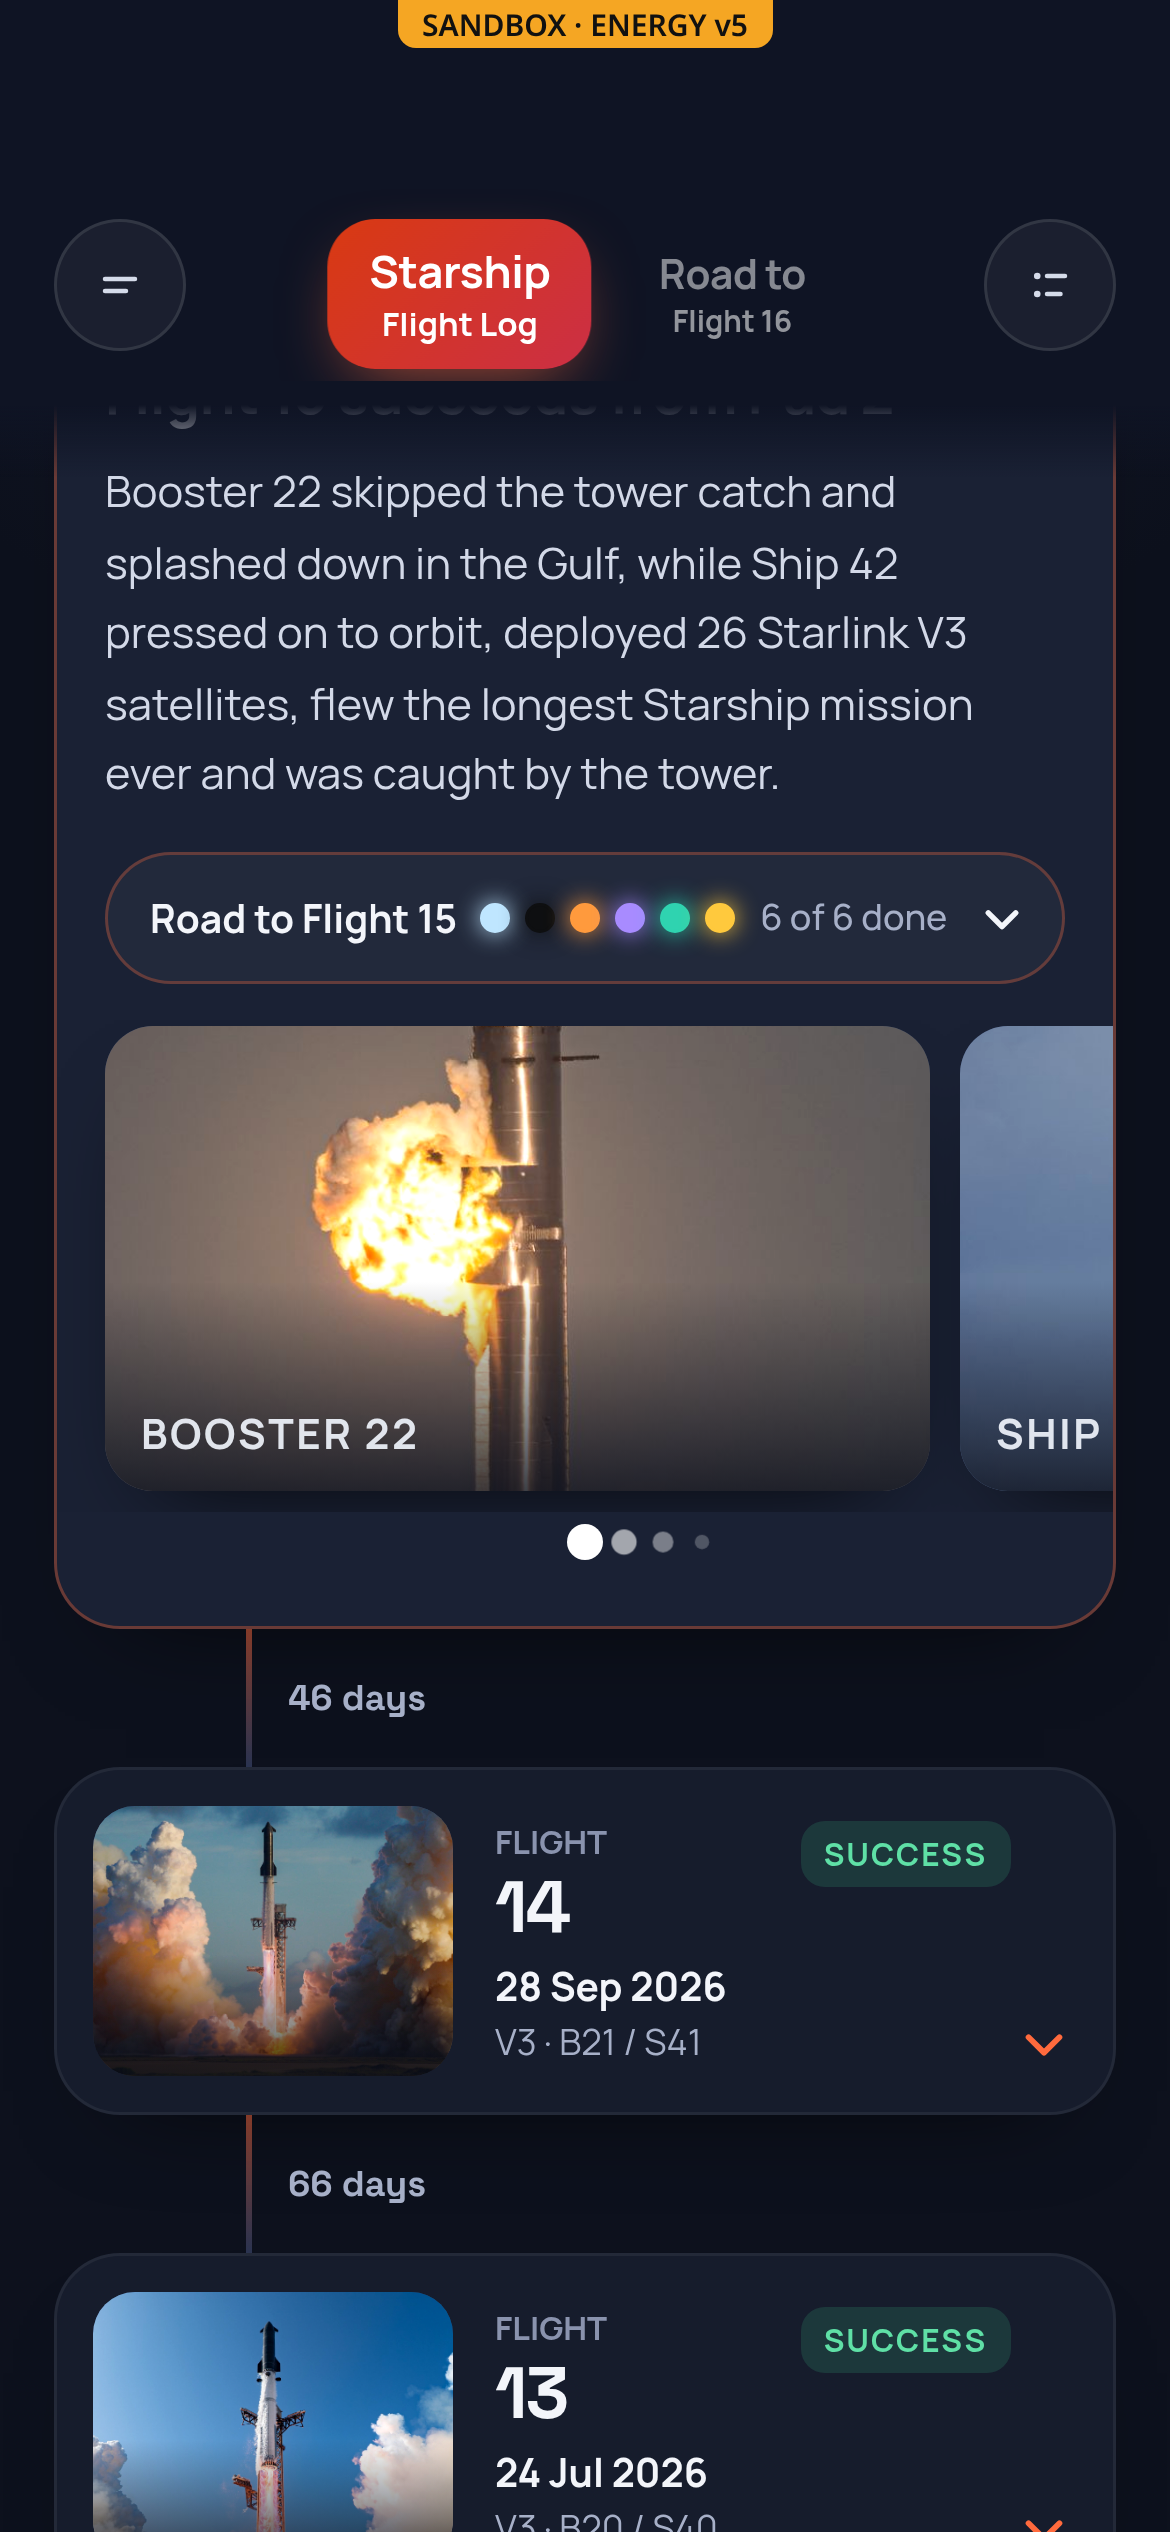 SANDBOX · ENERGY v5
Starship
Flight Log
Road to
Flight 16
Booster 22 skipped the tower catch and
splashed down in the Gulf, while Ship 42
pressed on to orbit, deployed 26 Starlink V3
satellites, flew the longest Starship mission
ever and was caught by the tower.
Road to Flight 15
6 of 6 done
BOOSTER 22
SHIP
46 days
FLIGHT
SUCCESS
14
28 Sep 2026
V3 · B21 / S41
66 days
FLIGHT
SUCCESS
13
24 Jul 2026
V3 · B20 / S40